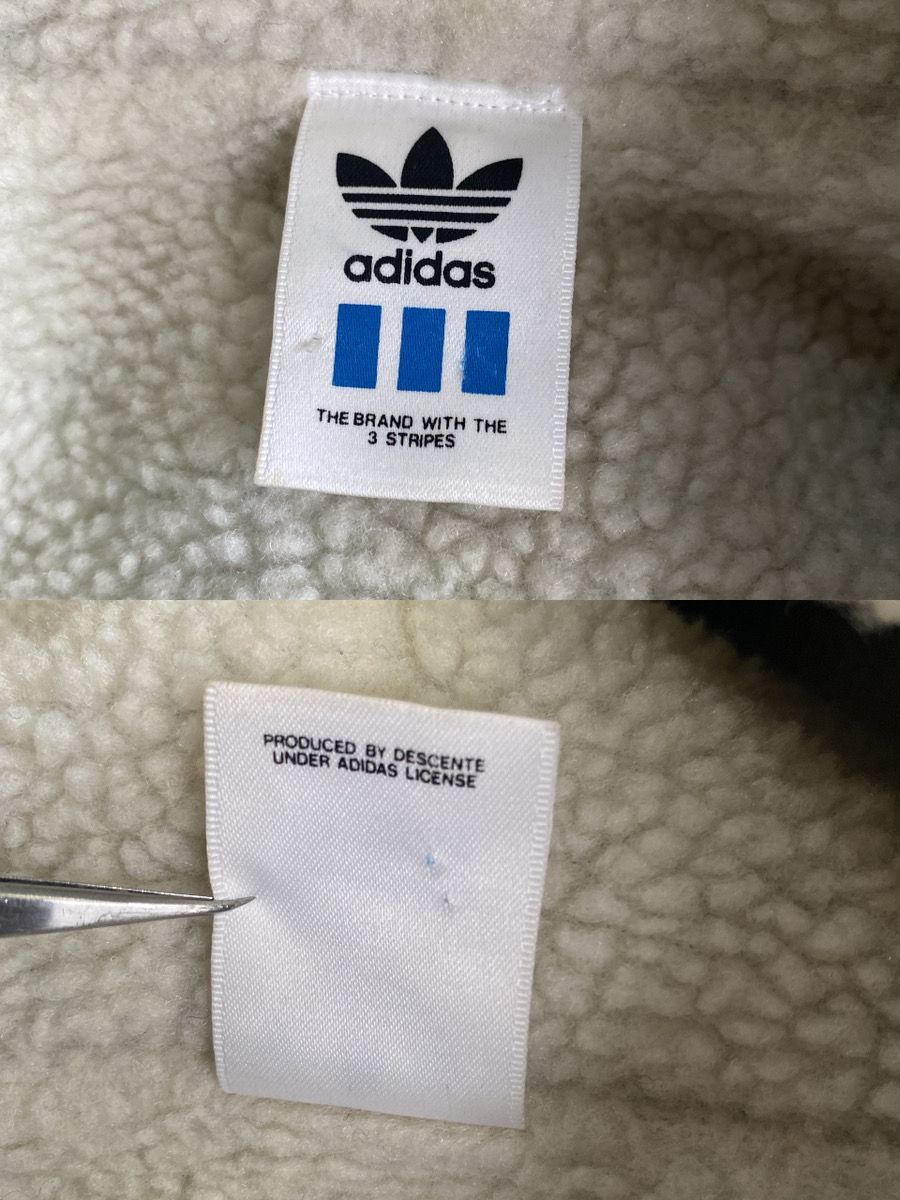 adidas
THE BRAND WITH THE
3 STRIPES
PRODUCED BY DESCENTE
UNDER ADIDAS LICENSE